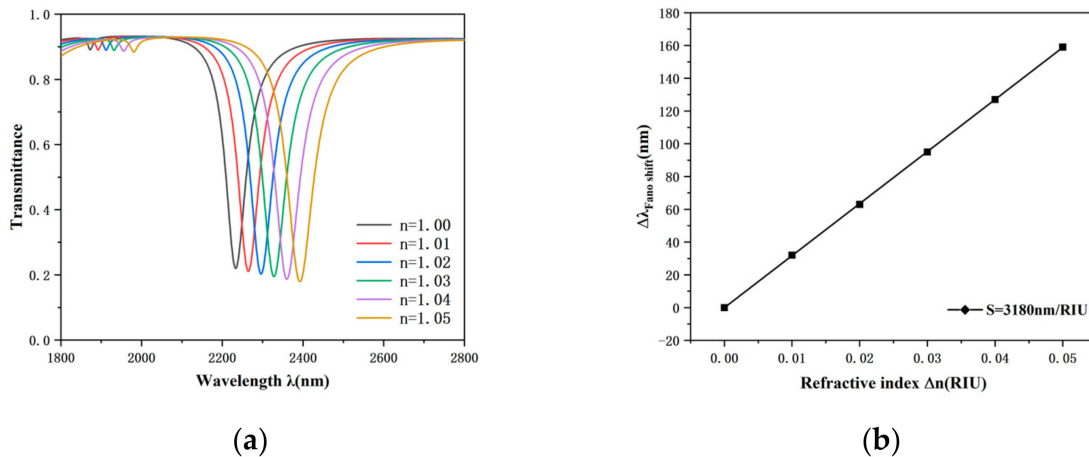 1.0
0.8
0.6
0.4
0.2
0.0
Transmittance
n=1.00
n=1.01
n=1.02
n=1.03
n=1.04
n=1.05
1800 2000 2200 2400 2600 2800
Wavelength λ(nm)
(a)
180
160
140
120
100
80
60
40
20
0
-20
Δλ,Fano shift(nm)
S=3180nm/RIU
0.00 0.01 0.02 0.03 0.04 0.05
Refractive index Δn(RIU)
(b)